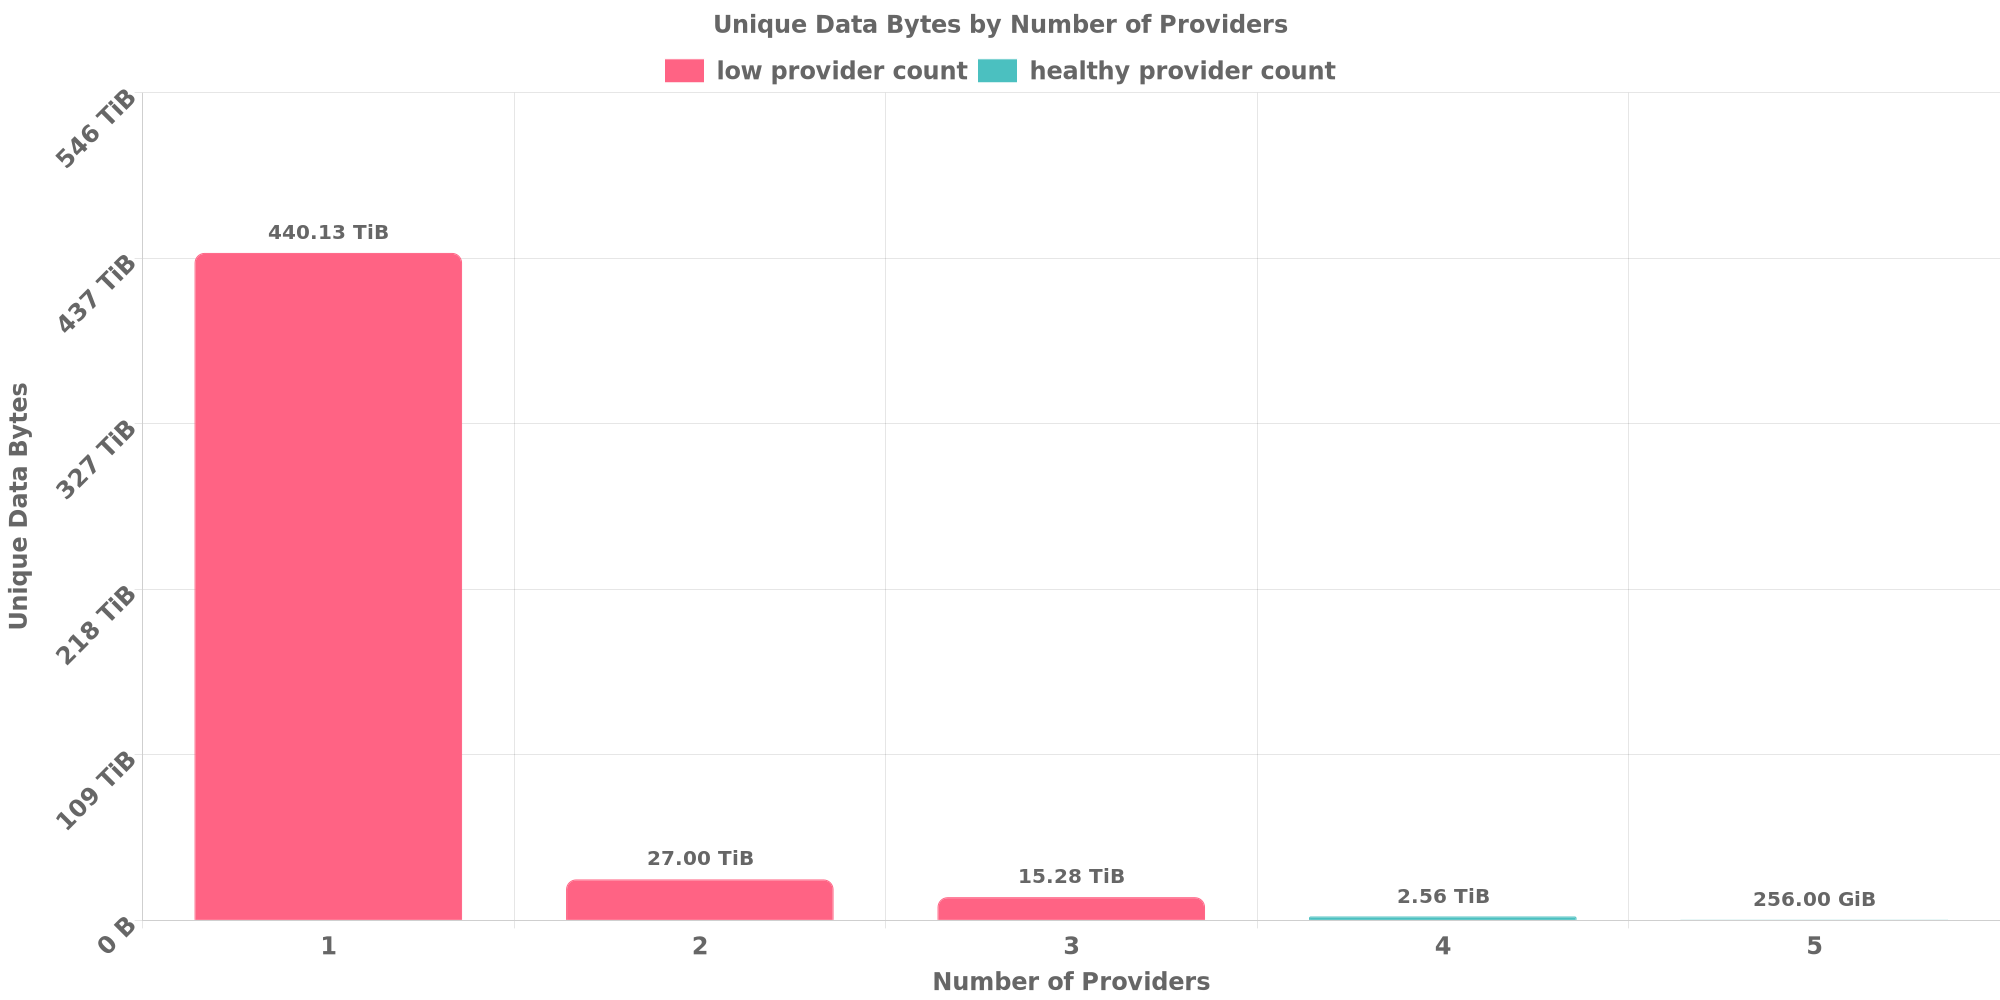 Unique Data Bytes by Number of Providers
low provider count
healthy provider count
Unique Data Bytes
546 TiB
437 TiB
327 TiB
218 TiB
109 TiB
0 B
440.13 TiB
27.00 TiB
15.28 TiB
2.56 TiB
256.00 GiB
1
2
3
4
5
Number of Providers